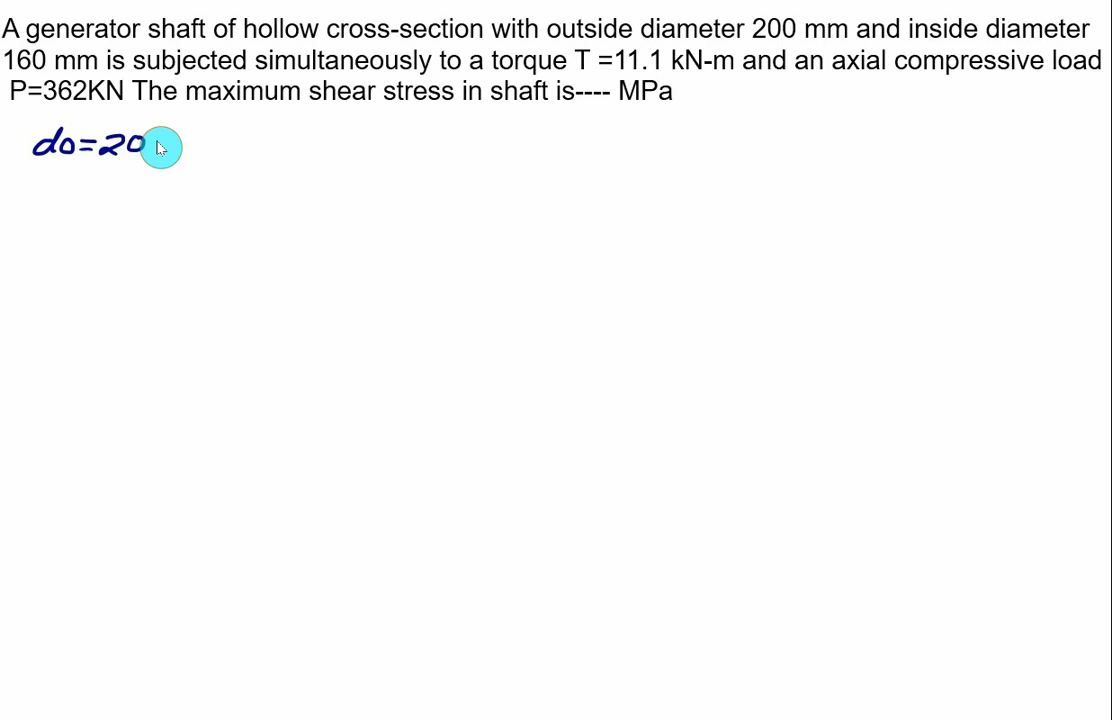 A generator shaft of hollow cross-section with outside diameter 200 mm and inside diameter
160 mm is subjected simultaneously to a torque T =11.1 kN-m and an axial compressive load
P=362KN The maximum shear stress in shaft is---- MPa
do=20